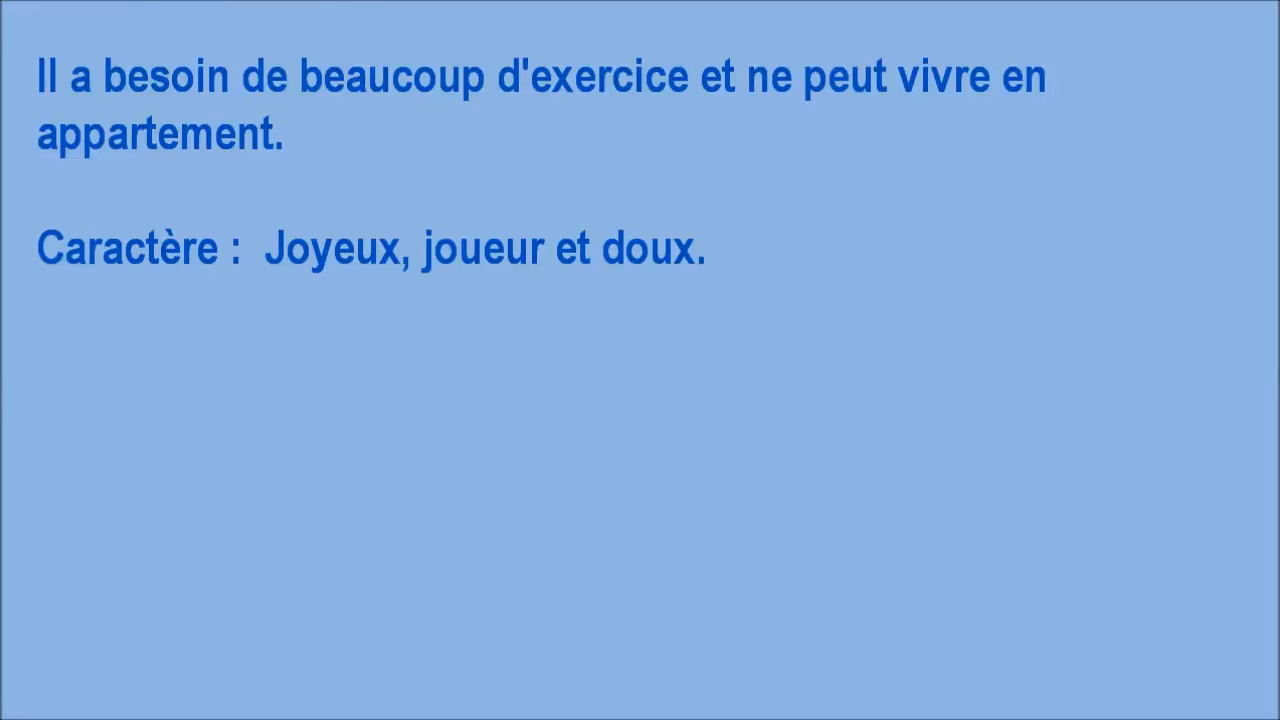 Il a besoin de beaucoup d'exercice et ne peut vivre en
appartement.
Caractère :  Joyeux, joueur et doux.